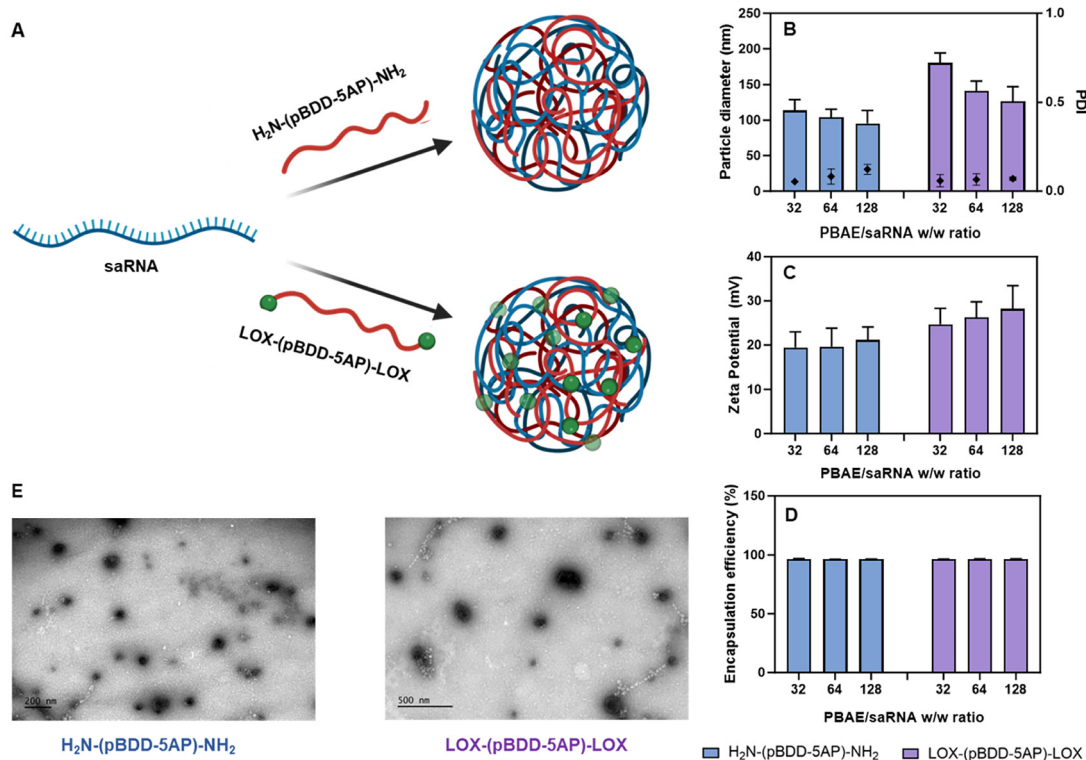 A
H₂N-(pBDD-5AP)-NH₂
saRNA
LOX-(pBDD-5AP)-LOX
B
Particle diameter (nm)
250
200
150
100
50
0
1.0
0.5
0.0
PDI
32 64 128 32 64 128
PBAE/saRNA w/w ratio
C
Zeta Potential (mV)
40
30
20
10
0
32 64 128 32 64 128
PBAE/saRNA w/w ratio
D
Encapsulation efficiency (%)
150
100
50
0
32 64 128 32 64 128
PBAE/saRNA w/w ratio
H₂N-(pBDD-5AP)-NH₂ LOX-(pBDD-5AP)-LOX
E
200 nm
500 nm
H₂N-(pBDD-5AP)-NH₂
LOX-(pBDD-5AP)-LOX